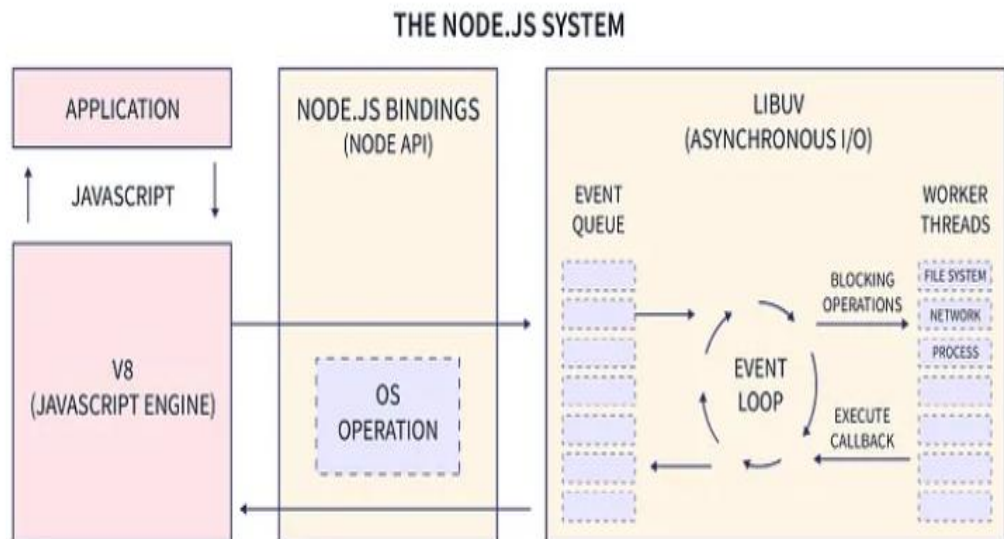 THE NODE.JS SYSTEM
APPLICATION
JAVASCRIPT
V8
(JAVASCRIPT ENGINE)
NODE.JS BINDINGS
(NODE API)
OS
OPERATION
LIBUV
(ASYNCHRONOUS I/O)
EVENT
QUEUE
EVENT
LOOP
BLOCKING
OPERATIONS
EXECUTE
CALLBACK
WORKER
THREADS
FILE SYSTEM
NETWORK
PROCESS